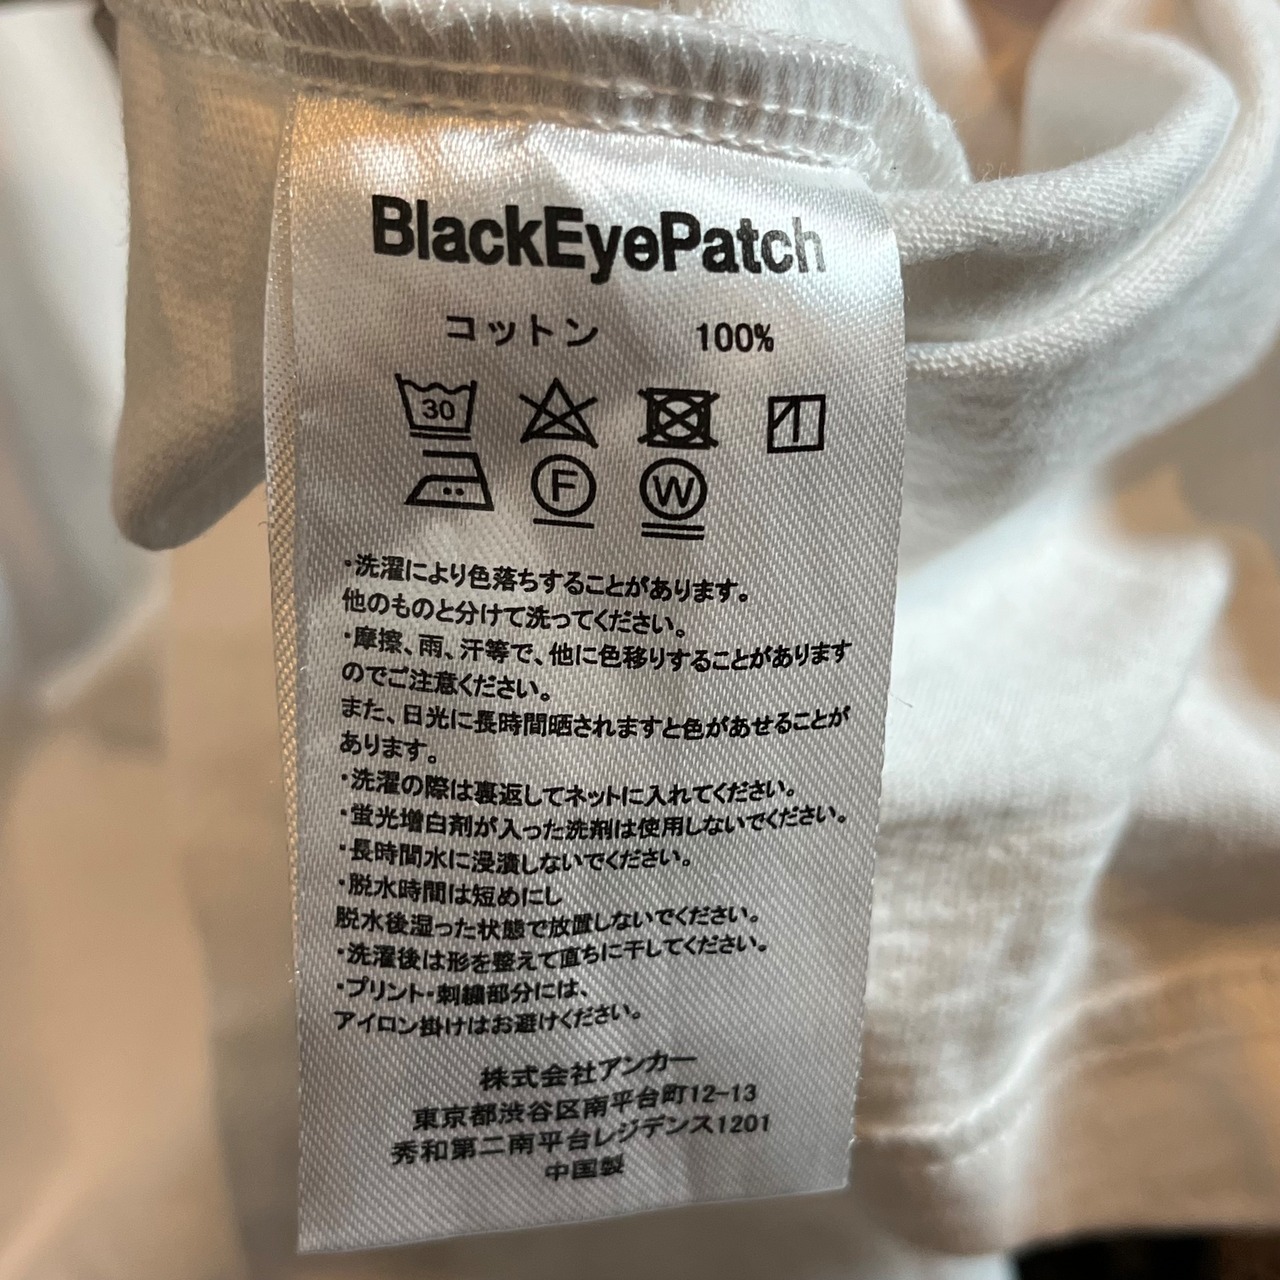 BlackEyePatch
コットン 100%
30
F W
・洗濯により色落ちすることがあります。
他のものと分けて洗ってください。
・摩擦、雨、汗等で、他に色移りすることがあります
のでご注意ください。
また、日光に長時間晒されますと色があせることが
あります。
・洗濯の際は裏返してネットに入れてください。
・蛍光増白剤が入った洗剤は使用しないでください。
・長時間水に浸漬しないでください。
・脱水時間は短めにし
脱水後湿った状態で放置しないでください。
・洗濯後は形を整えて直ちに干してください。
・プリント・刺繍部分には、
アイロン掛けはお避けください。
株式会社アンカー
東京都渋谷区南平台町12-13
秀和第二南平台レジデンス1201
中国製